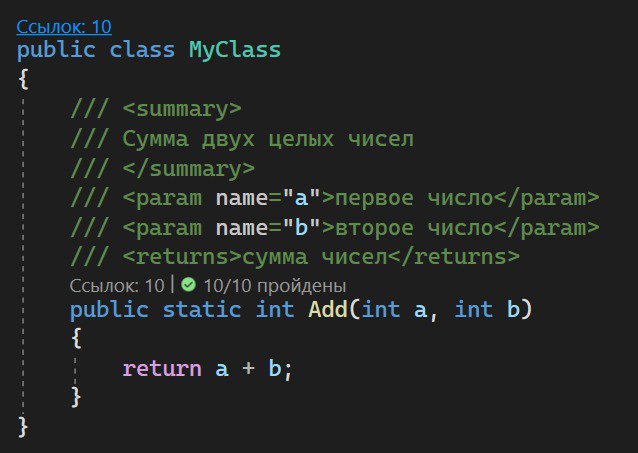 Ссылок: 10
public class MyClass
{
/// <summary>
/// Сумма двух целых чисел
/// </summary>
/// <param name="a">первое число</param>
/// <param name="b">второе число</param>
/// <returns>сумма чисел</returns>
Ссылок: 10 | 10/10 пройдены
public static int Add(int a, int b)
{
return a + b;
}
}